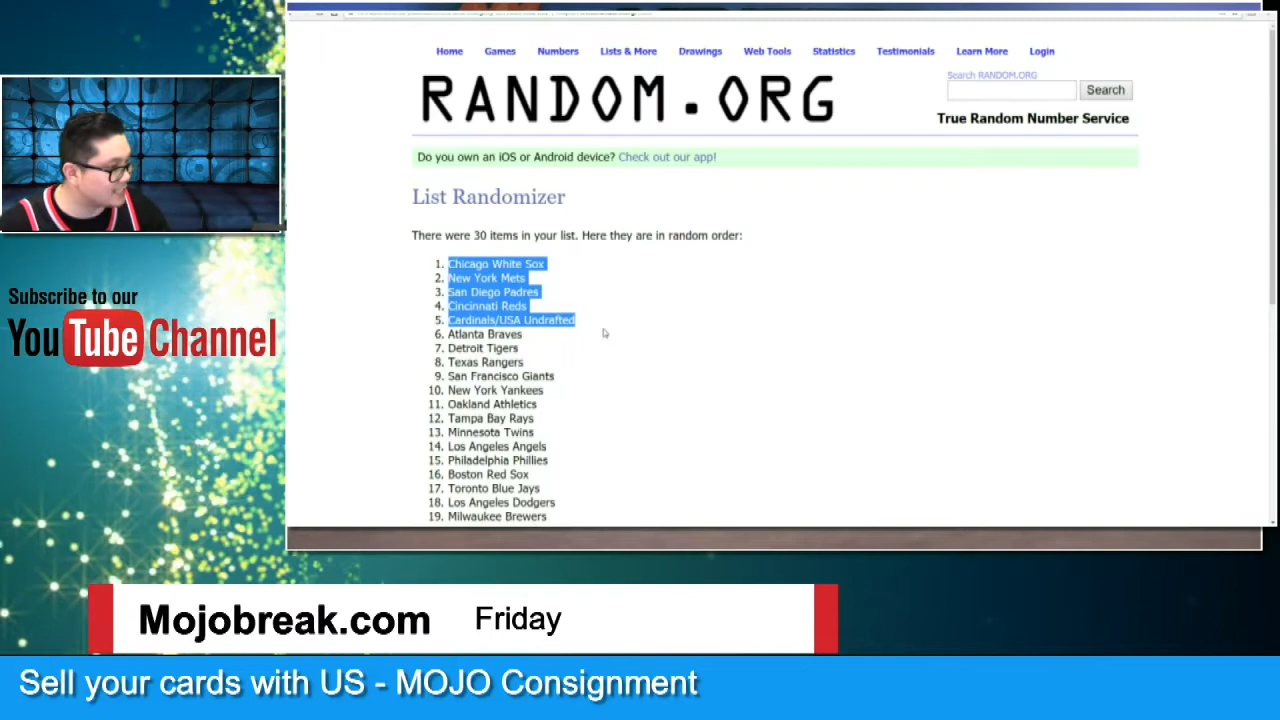 Home Games Numbers Lists & More Drawings Web Tools Statistics Testimonials Learn More Login
RANDOM.ORG
Search RANDOM.ORG
Search
True Random Number Service
Do you own an iOS or Android device? Check out our app!
List Randomizer
There were 30 items in your list. Here they are in random order:
1. Chicago White Sox
2. New York Mets
3. San Diego Padres
4. Cincinnati Reds
5. Cardinals/USA Undrafted
6. Atlanta Braves
7. Detroit Tigers
8. Texas Rangers
9. San Francisco Giants
10. New York Yankees
11. Oakland Athletics
12. Tampa Bay Rays
13. Minnesota Twins
14. Los Angeles Angels
15. Philadelphia Phillies
16. Boston Red Sox
17. Toronto Blue Jays
18. Los Angeles Dodgers
19. Milwaukee Brewers
Subscribe to our
YouTube Channel
Mojobreak.com Friday
Sell your cards with US - MOJO Consignment